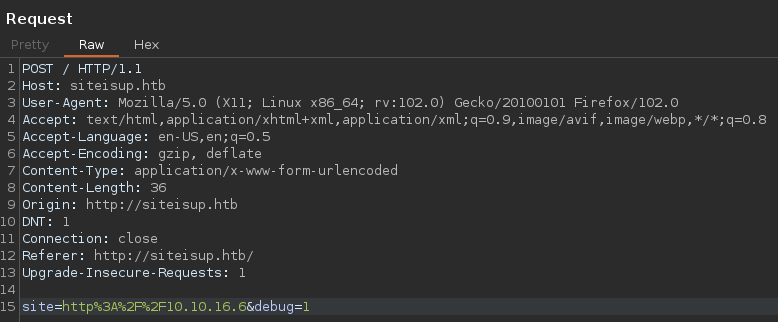 Request
Pretty Raw Hex
1 POST / HTTP/1.1
2 Host: siteisup.htb
3 User-Agent: Mozilla/5.0 (X11; Linux x86_64; rv:102.0) Gecko/20100101 Firefox/102.0
4 Accept: text/html,application/xhtml+xml,application/xml;q=0.9,image/avif,image/webp,*/*;q=0.8
5 Accept-Language: en-US,en;q=0.5
6 Accept-Encoding: gzip, deflate
7 Content-Type: application/x-www-form-urlencoded
8 Content-Length: 36
9 Origin: http://siteisup.htb
10 DNT: 1
11 Connection: close
12 Referer: http://siteisup.htb/
13 Upgrade-Insecure-Requests: 1
14
15 site=http%3A%2F%2F10.10.16.6&debug=1